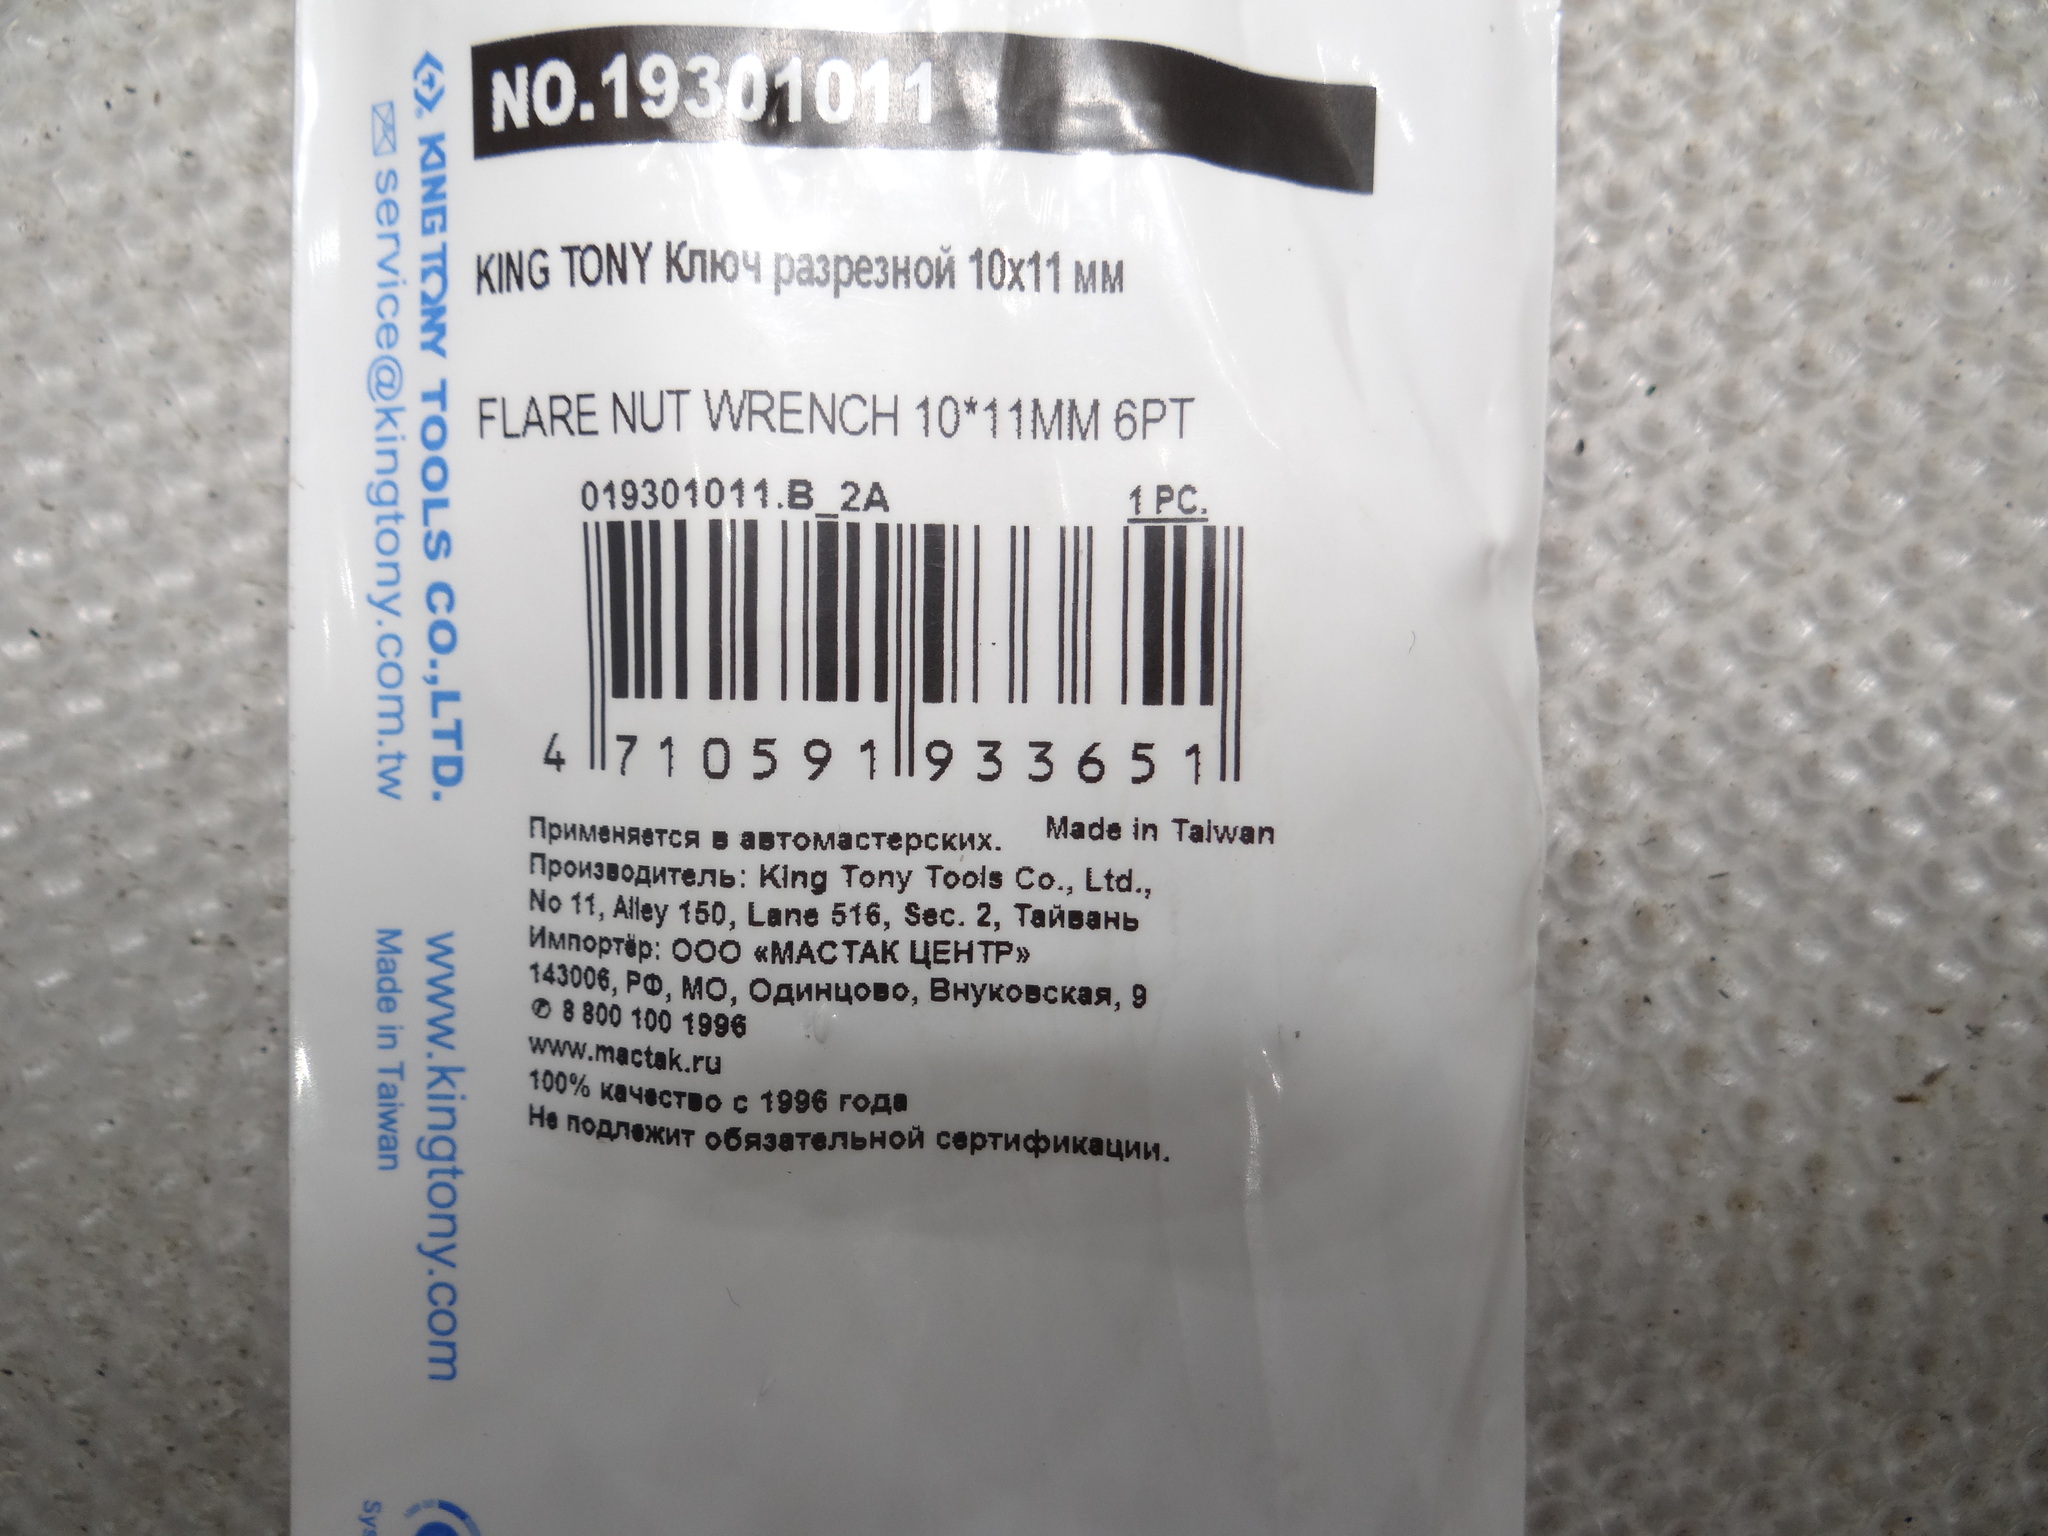 NO.19301011
KING TONY Ключ разрезной 10x11 мм
FLARE NUT WRENCH 10*11MM 6PT
019301011.B_2A
1 PC.
4 710591 933651
Применяется в автомастерских.
Made in Taiwan
Производитель: King Tony Tools Co., Ltd.,
No 11, Alley 150, Lane 516, Sec. 2, Тайвань
Импортёр: ООО «МАСТАК ЦЕНТР»
143006, РФ, МО, Одинцово, Внуковская, 9
✆ 8 800 100 1996
www.mactak.ru
100% качество с 1996 года
Не подлежит обязательной сертификации.
KING TONY TOOLS CO.,LTD.
www.kingtony.com
✉ service@kingtony.com.tw
Made in Taiwan